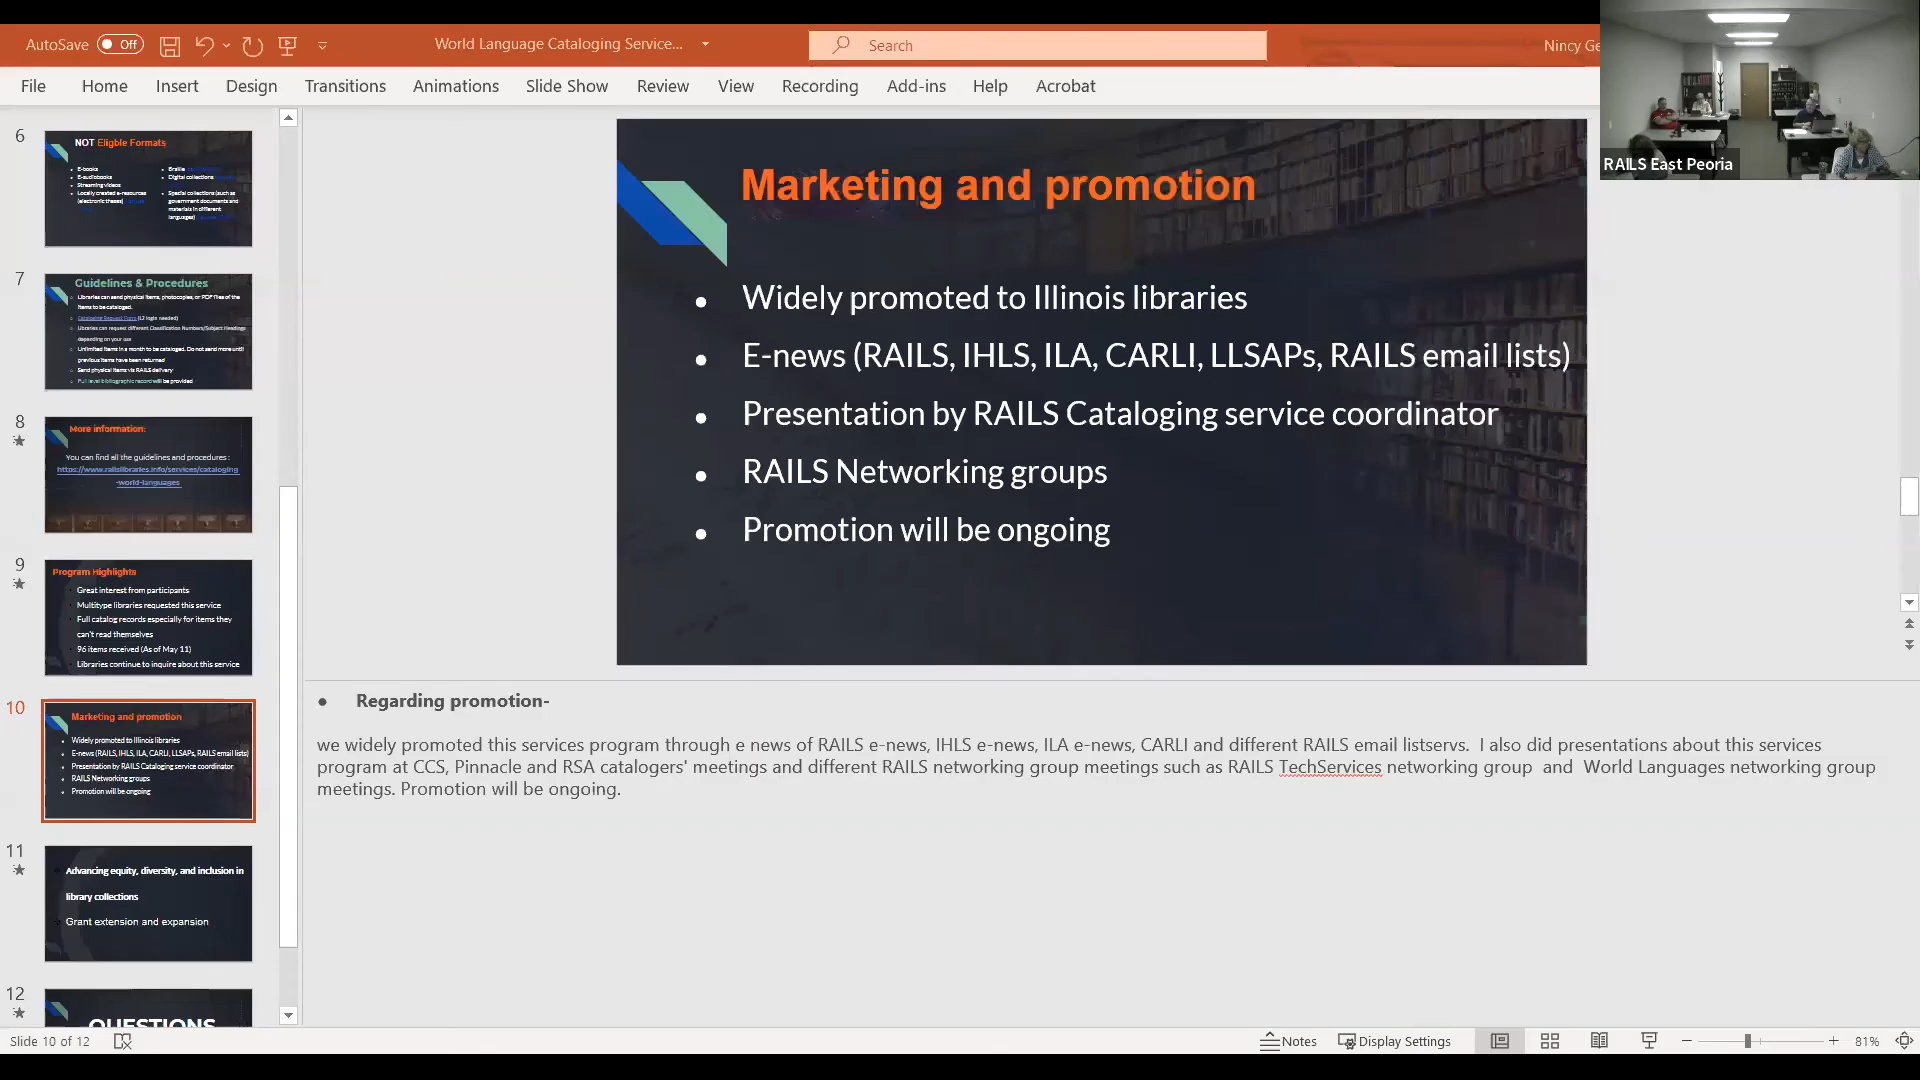 AutoSave Off World Language Cataloging Service... Search Nincy Ge
File Home Insert Design Transitions Animations Slide Show Review View Recording Add-ins Help Acrobat
RAILS East Peoria
6
NOT Eligble Formats
E-books
E-audiobooks
Streaming videos
Locally created e-resources
(electronic theses)
Braille
Digital collections
Special collections (such as
government documents and
materials in different
languages)
7
Guidelines & Procedures
Libraries can send physical items, photocopies, or PDF files of the
items to be cataloged.
Cataloging Request Form (L2 login needed)
Libraries can request different Classification Numbers/Subject Headings
depending on your use
Unlimited items in a month to be cataloged. Do not send more until
previous items have been returned
Send physical items via RAILS delivery
Full level bibliographic record will be provided
8
More information:
You can find all the guidelines and procedures :
https://www.railslibraries.info/services/cataloging
-world-languages
9
Program Highlights
Great interest from participants
Multitype libraries requested this service
Full catalog records especially for items they
can't read themselves
96 items received (As of May 11)
Libraries continue to inquire about this service
10
Marketing and promotion
Widely promoted to Illinois libraries
E-news (RAILS, IHLS, ILA, CARLI, LLSAPs, RAILS email lists)
Presentation by RAILS Cataloging service coordinator
RAILS Networking groups
Promotion will be ongoing
11
Advancing equity, diversity, and inclusion in
library collections
Grant extension and expansion
12
QUESTIONS
Marketing and promotion
• Widely promoted to Illinois libraries
• E-news (RAILS, IHLS, ILA, CARLI, LLSAPs, RAILS email lists)
• Presentation by RAILS Cataloging service coordinator
• RAILS Networking groups
• Promotion will be ongoing
• Regarding promotion-
we widely promoted this services program through e news of RAILS e-news, IHLS e-news, ILA e-news, CARLI and different RAILS email listservs. I also did presentations about this services
program at CCS, Pinnacle and RSA catalogers' meetings and different RAILS networking group meetings such as RAILS TechServices networking group and World Languages networking group
meetings. Promotion will be ongoing.
Slide 10 of 12 Notes Display Settings 81%